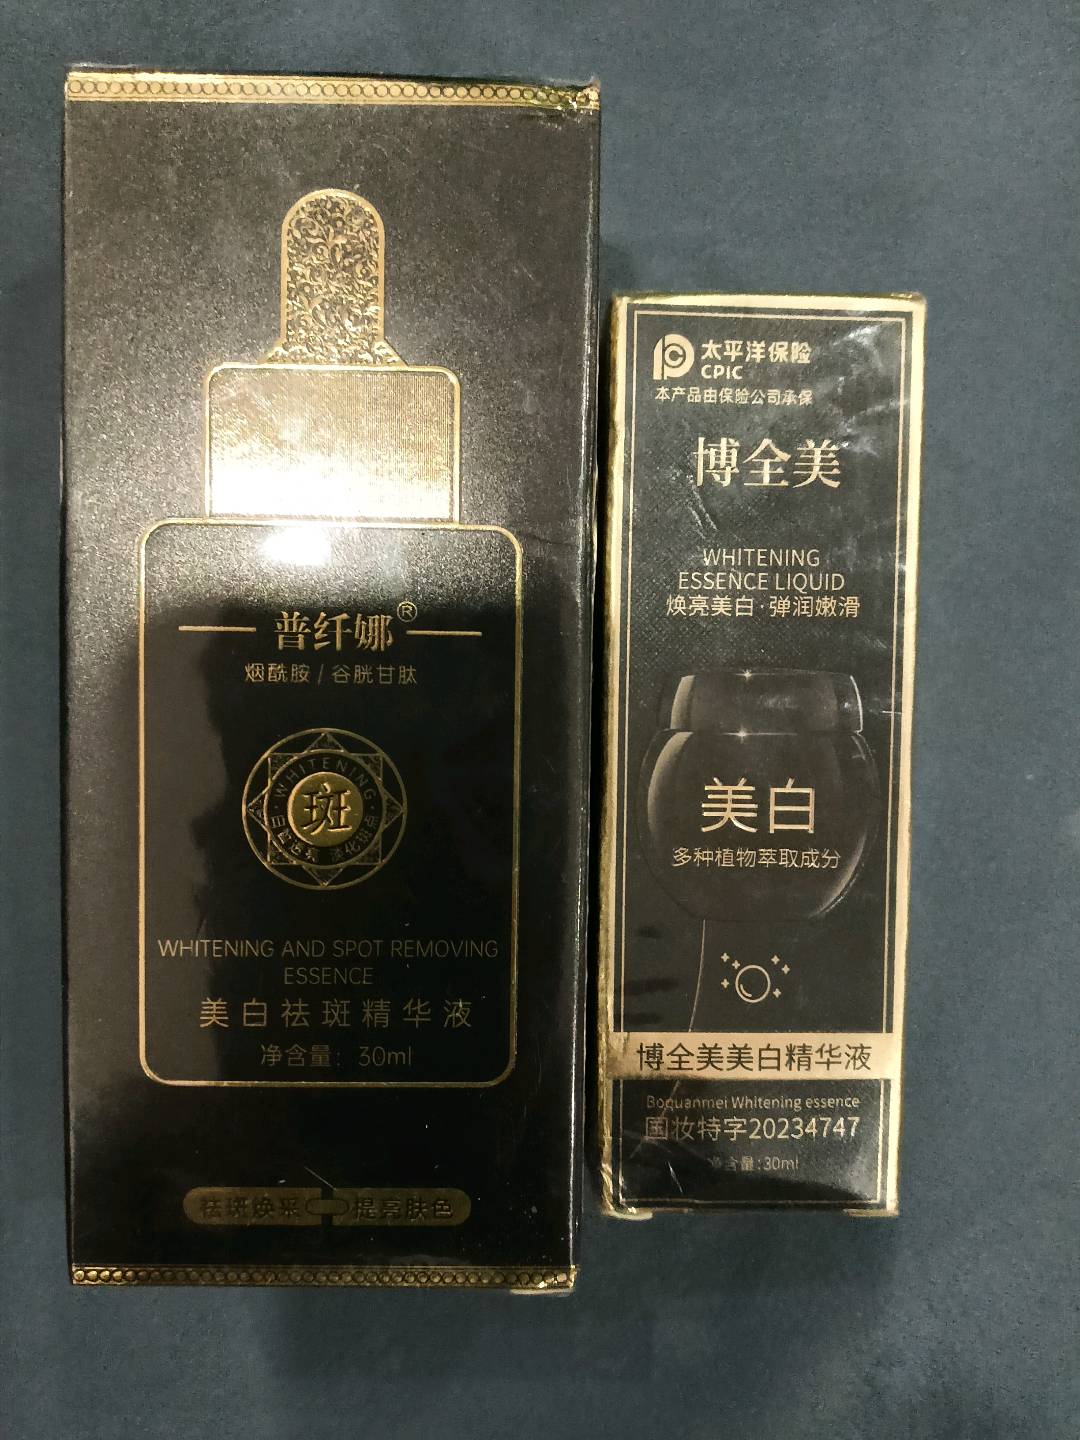 普纤娜®
烟酰胺 / 谷胱甘肽
WHITENING
斑
淡化斑点
WHITENING AND SPOT REMOVING
ESSENCE
美白祛斑精华液
净含量: 30ml
祛斑焕采 提亮肤色
太平洋保险
CPIC
本产品由保险公司承保
博全美
WHITENING
ESSENCE LIQUID
焕亮美白·弹润嫩滑
美白
多种植物萃取成分
博全美美白精华液
Boquanmei Whitening essence
国妆特字20234747
净含量:30ml